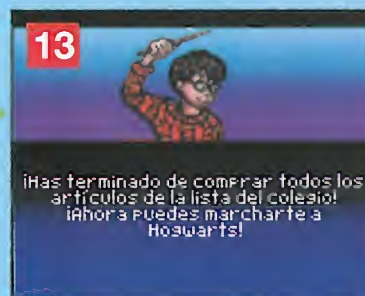 13
¡Has terminado de comprar todos los
artículos de la lista del colegio!
¡Ahora puedes marcharte a
Hogwarts!